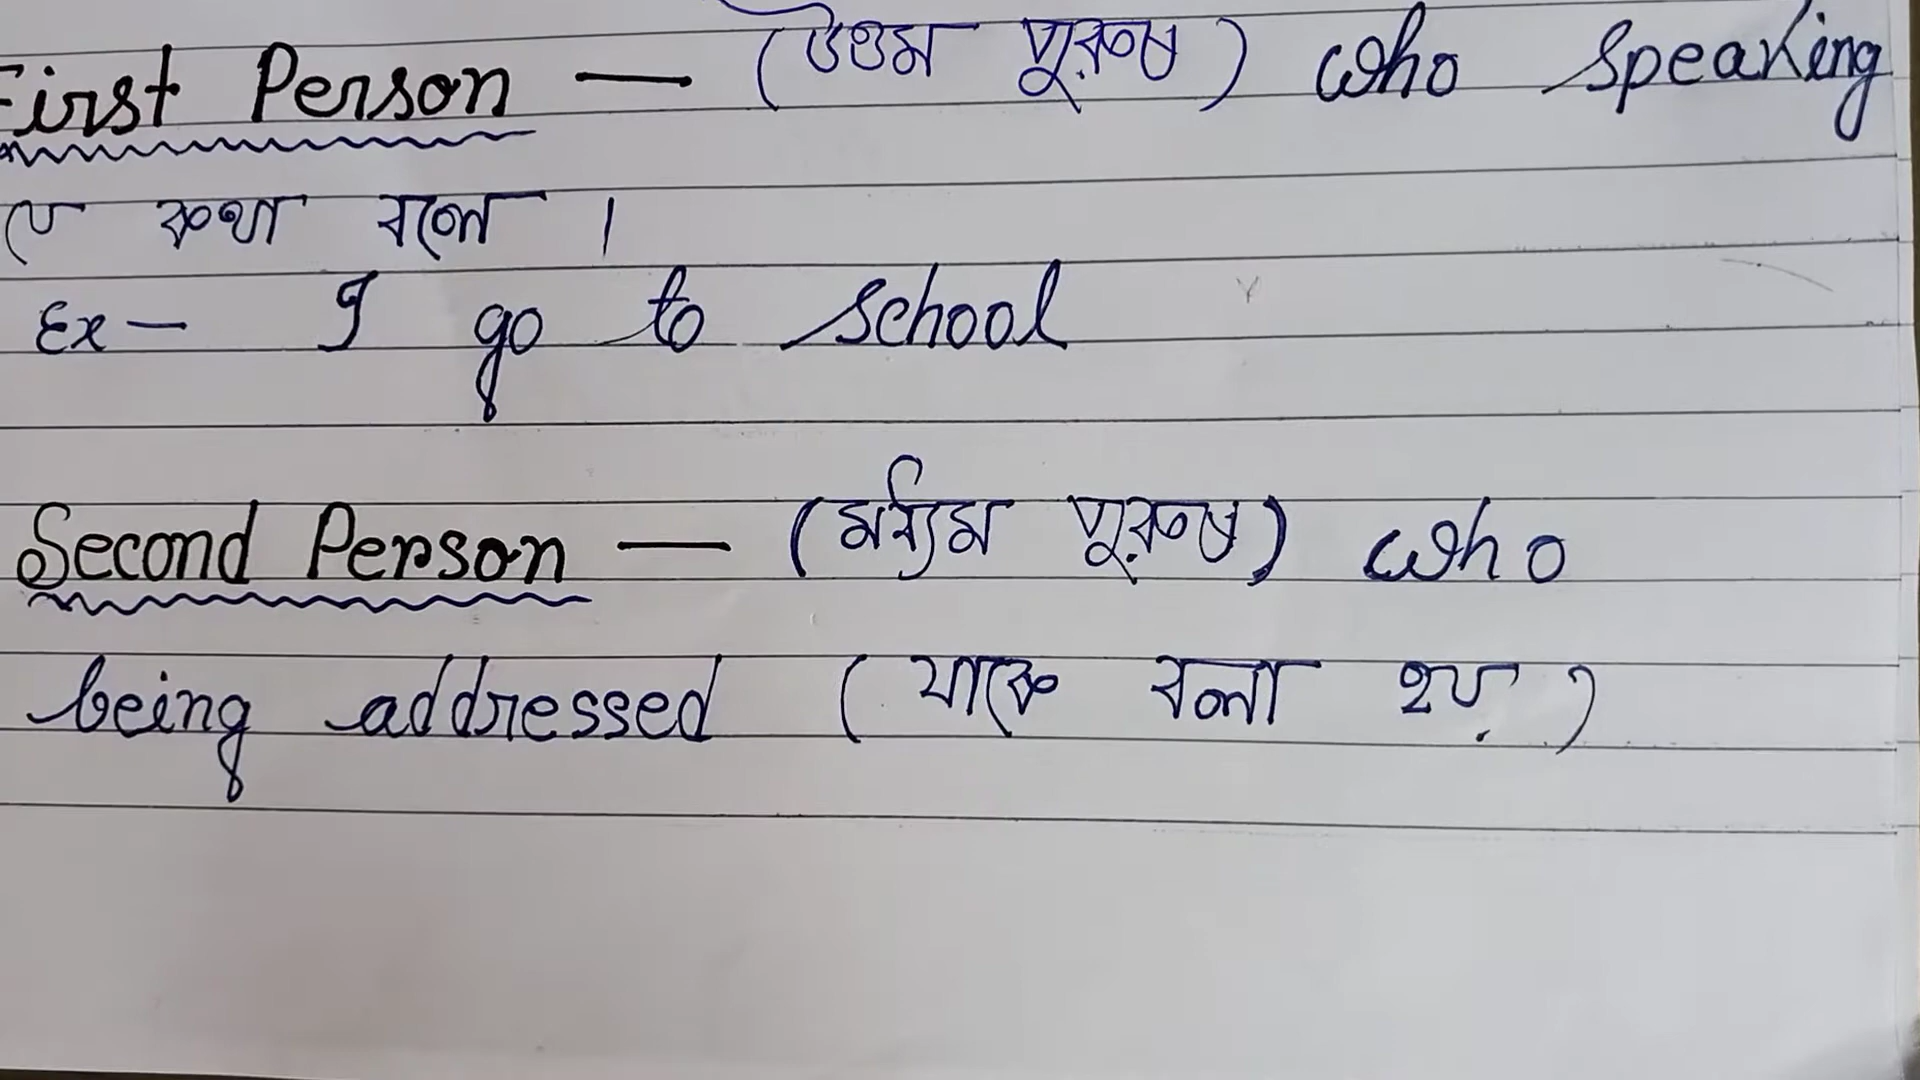 First Person — (উত্তম পুরুষ) who speaking
যে কথা বলে ।
Ex — I go to school
Second Person — (মধ্যম পুরুষ) who
being addressed ( যাকে বলা হয় )